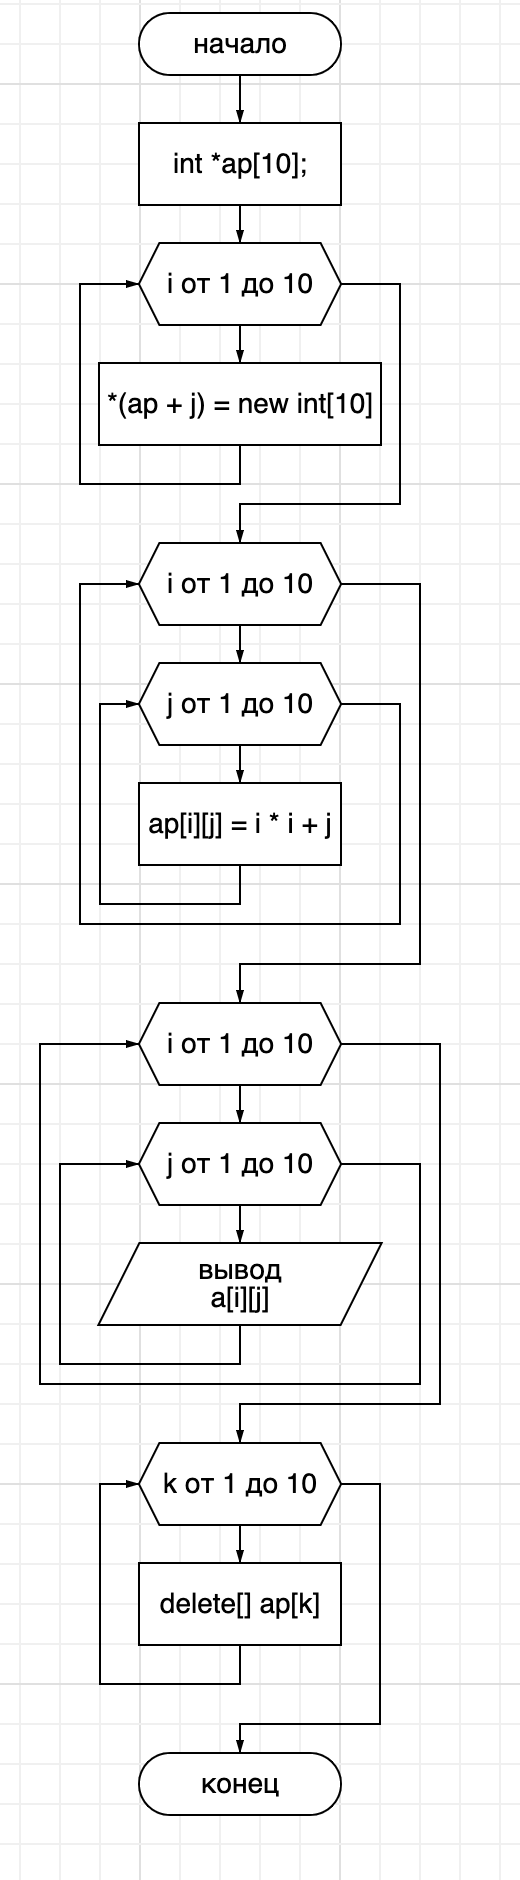 начало
int *ap[10];
i от 1 до 10
*(ap + j) = new int[10]
i от 1 до 10
j от 1 до 10
ap[i][j] = i * i + j
i от 1 до 10
j от 1 до 10
вывод
a[i][j]
k от 1 до 10
delete[] ap[k]
конец